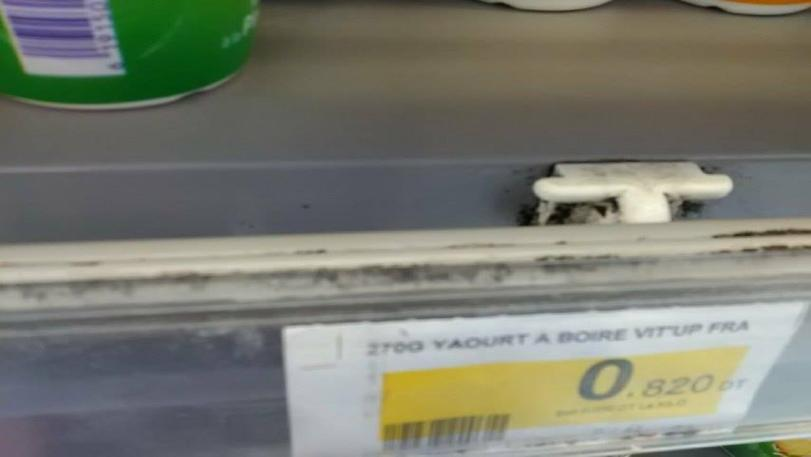 270G YAOURT A BOIRE VIT'UP FRA
0.820 DT